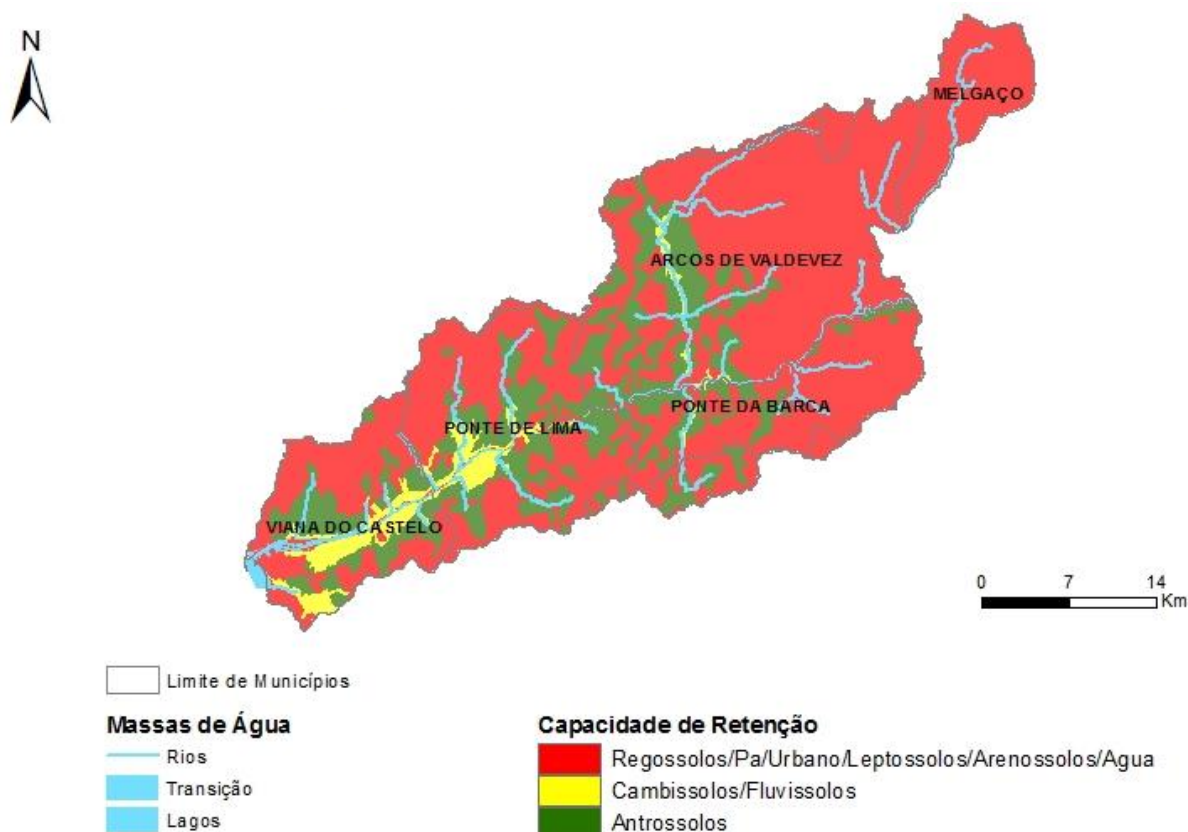 N
MELGAÇO
ARCOS DE VALDEVEZ
PONTE DA BARCA
PONTE DE LIMA
VIANA DO CASTELO
0 7 14
Km
Limite de Municípios
Massas de Água
Rios
Transição
Lagos
Capacidade de Retenção
Regossolos/Pa/Urbano/Leptossolos/Arenossolos/Agua
Cambissolos/Fluvissolos
Antrossolos